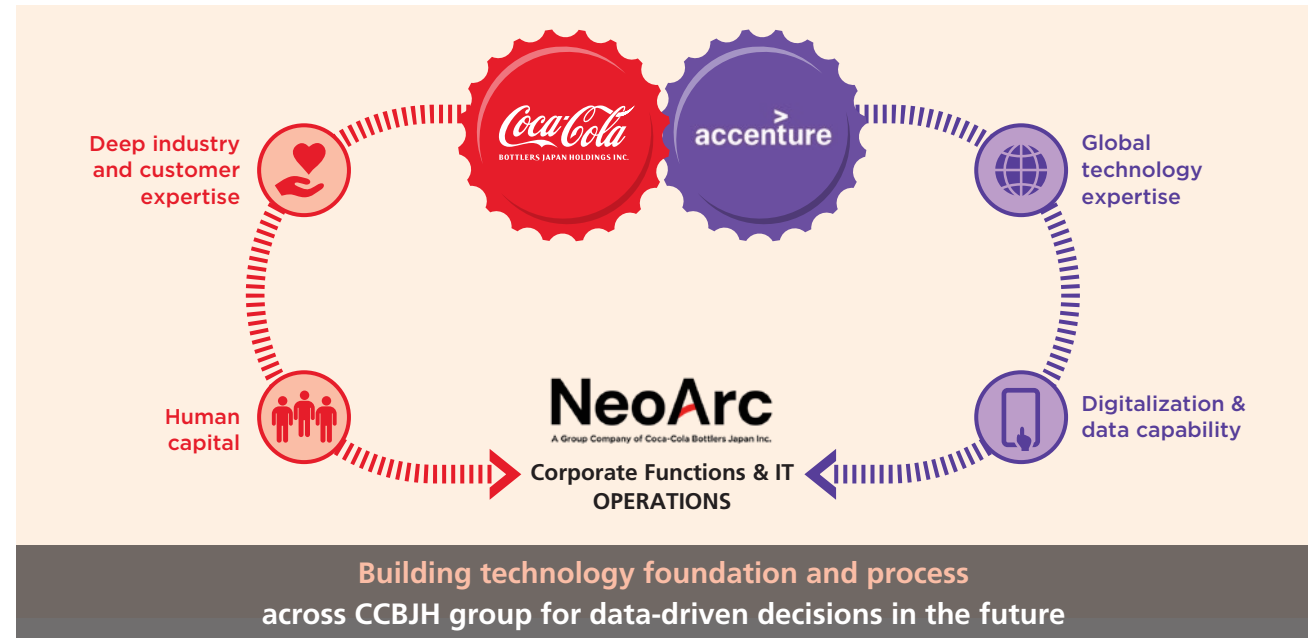 Coca-Cola
BOTTLERS JAPAN HOLDINGS INC.
accenture
Deep industry
and customer
expertise
Global
technology
expertise
Human
capital
Digitalization &
data capability
NeoArc
A Group Company of Coca-Cola Bottlers Japan Inc.
Corporate Functions & IT
OPERATIONS
Building technology foundation and process
across CCBJH group for data-driven decisions in the future